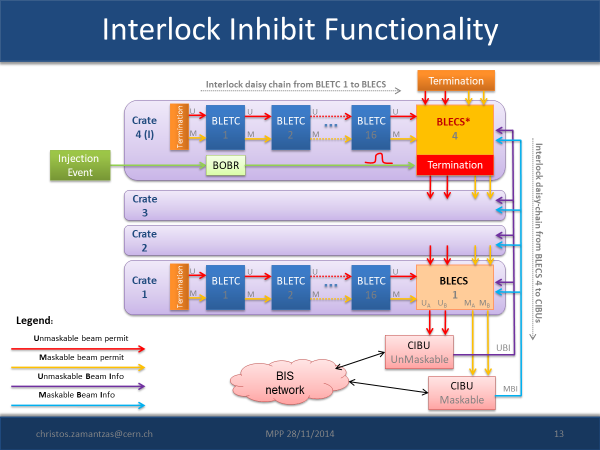 Interlock Inhibit Functionality
Interlock daisy chain from BLETC 1 to BLECS
Termination
Crate
4 (I)
Termination
U
M
BLETC
1
U
M
BLETC
2
U
M
...
BLETC
16
U
M
BLECS*
4
Termination
Injection
Event
BOBR
Crate
3
Crate
2
Crate
1
Termination
U
M
BLETC
1
U
M
BLETC
2
U
M
...
BLETC
16
U
M
BLECS
1
UA UB MA MB
Interlock daisy-chain from BLECS 4 to CIBUs
Legend:
Unmaskable beam permit
Maskable beam permit
Unmaskable Beam Info
Maskable Beam Info
CIBU
UnMaskable
UBI
BIS
network
CIBU
Maskable
MBI
christos.zamantzas@cern.ch
MPP 28/11/2014
13